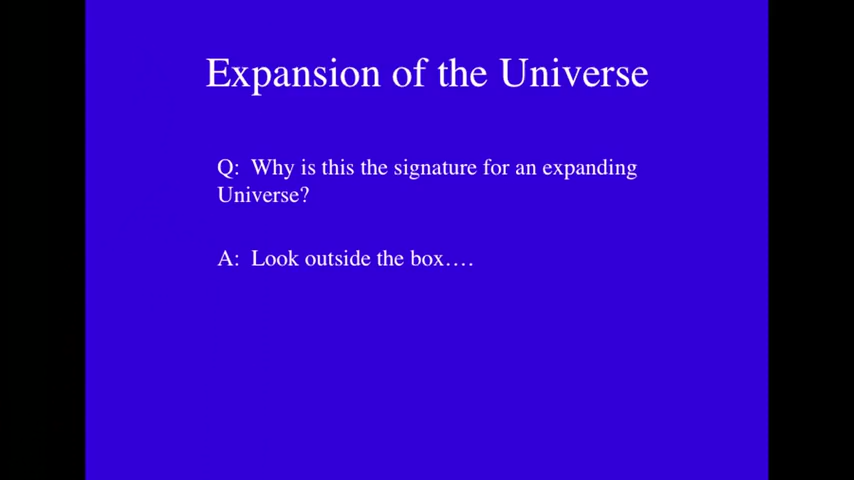 Expansion of the Universe
Q:  Why is this the signature for an expanding
Universe?
A:  Look outside the box….